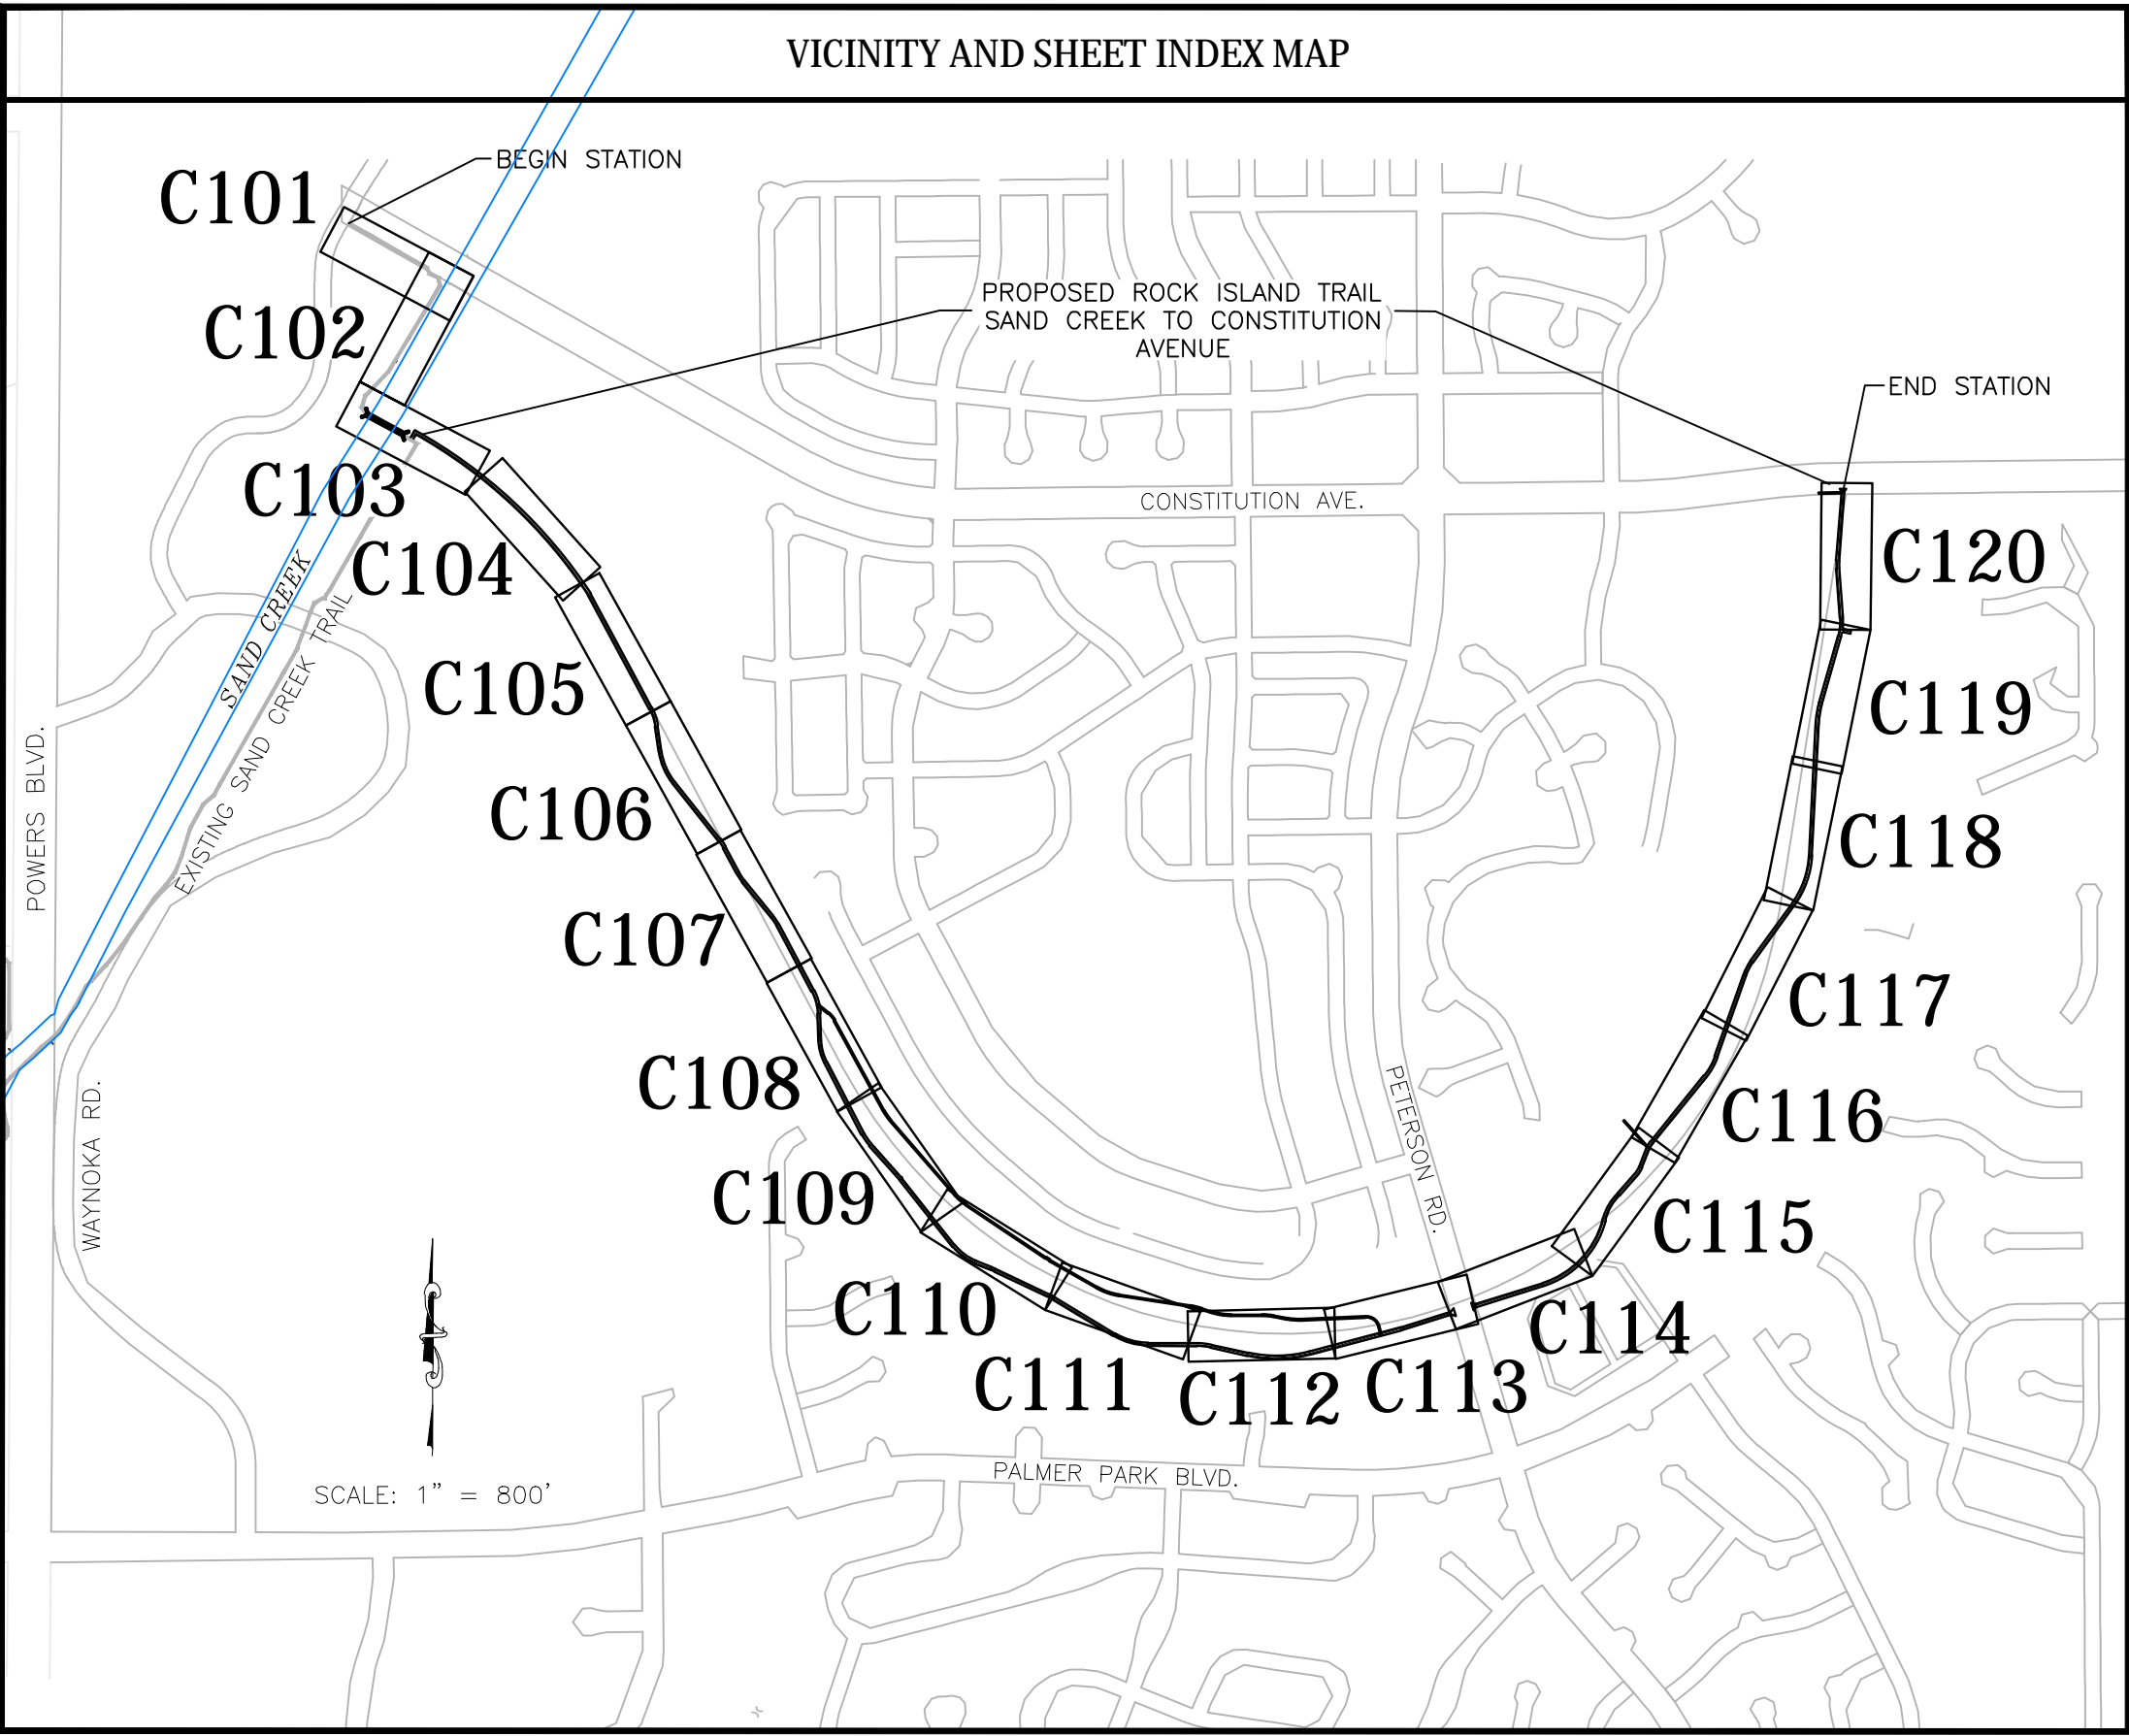 VICINITY AND SHEET INDEX MAP
BEGIN STATION
C101
C102
PROPOSED ROCK ISLAND TRAIL
SAND CREEK TO CONSTITUTION
AVENUE
END STATION
C103
CONSTITUTION AVE.
C104
C120
SAND CREEK
EXISTING SAND CREEK TRAIL
C105
C119
POWERS BLVD.
C106
C118
C107
C117
C108
PETERSON RD.
C116
WAYNOKA RD.
C109
C115
C110
C114
C111
C112
C113
PALMER PARK BLVD.
SCALE: 1" = 800'